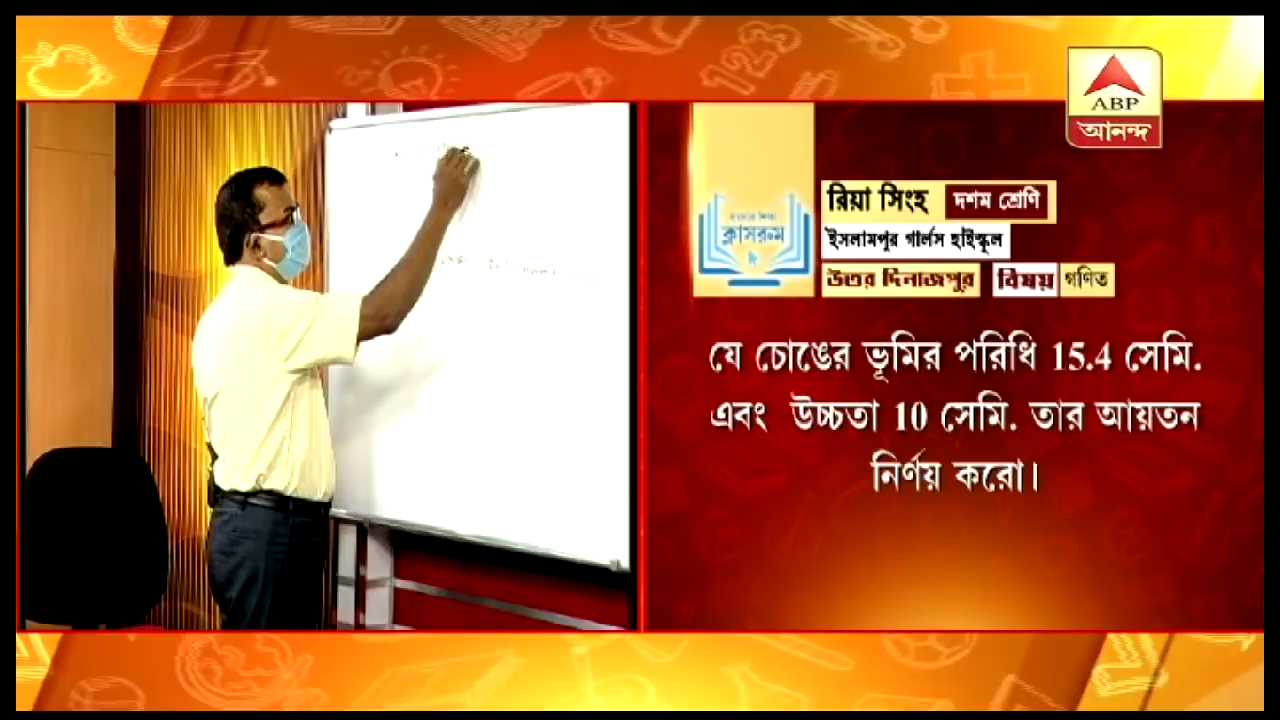 ABP
আনন্দ
রিয়া সিংহ দশম শ্রেণি
ইসলামপুর গার্লস হাইস্কুল
উত্তর দিনাজপুর বিষয় গণিত
ক্লাসরুম
যে চোঙের ভূমির পরিধি 15.4 সেমি.
এবং উচ্চতা 10 সেমি. তার আয়তন
নির্ণয় করো।